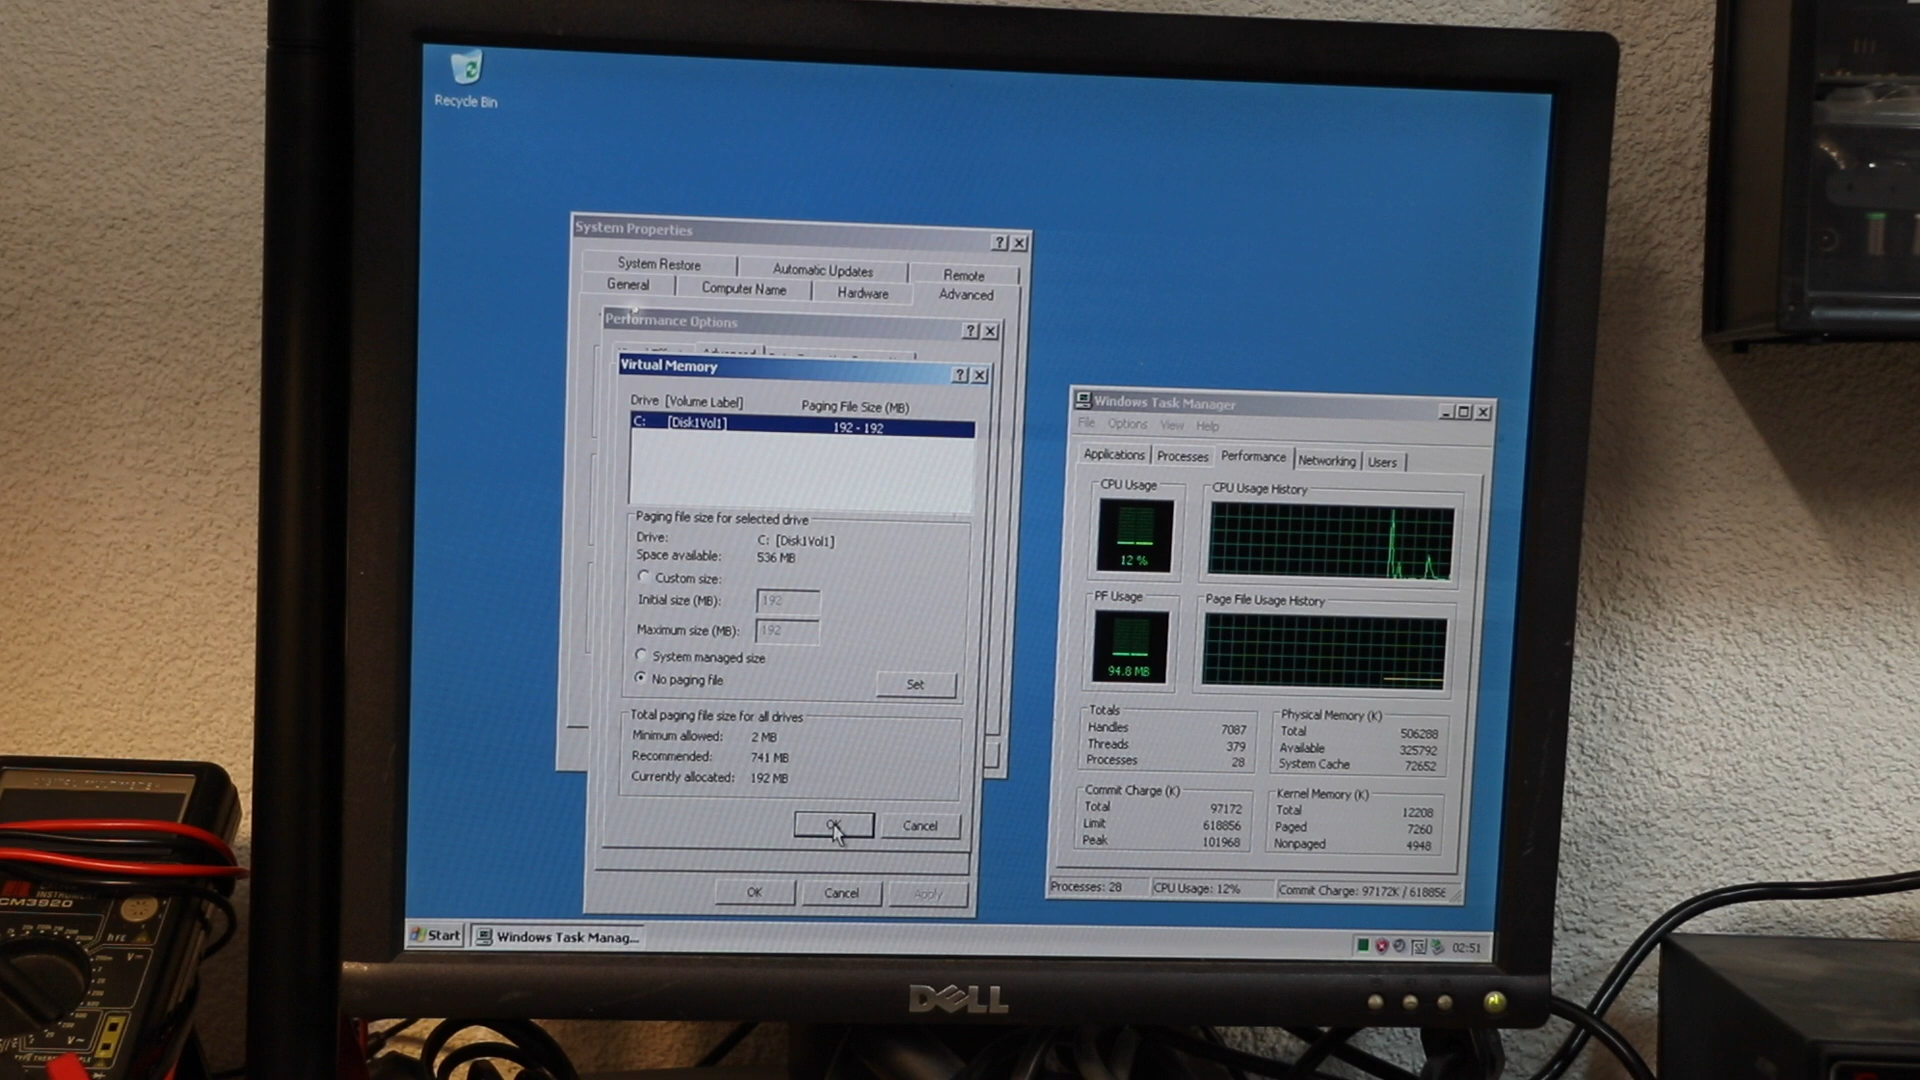 Recycle Bin
System Properties
System Restore
Automatic Updates
Remote
General
Computer Name
Hardware
Advanced
Performance Options
Advanced
Virtual Memory
Drive [Volume Label]
Paging File Size (MB)
C: [Disk1Vol1]
192 - 192
Paging file size for selected drive
Drive:
C: [Disk1Vol1]
Space available:
536 MB
Custom size:
Initial size (MB):
192
Maximum size (MB):
192
System managed size
No paging file
Set
Total paging file size for all drives
Minimum allowed:
2 MB
Recommended:
741 MB
Currently allocated:
192 MB
OK
Cancel
OK
Cancel
Apply
Windows Task Manager
File Options View Help
Applications
Processes
Performance
Networking
Users
CPU Usage
CPU Usage History
12 %
PF Usage
Page File Usage History
94.8 MB
Totals
Handles 7087
Threads 379
Processes 28
Physical Memory (K)
Total 506288
Available 325792
System Cache 72652
Commit Charge (K)
Total 97172
Limit 618856
Peak 101968
Kernel Memory (K)
Total 12208
Paged 7260
Nonpaged 4948
Processes: 28
CPU Usage: 12%
Commit Charge: 97172K / 618856
Start
Windows Task Manag...
02:51
DELL
CM3920
hFE